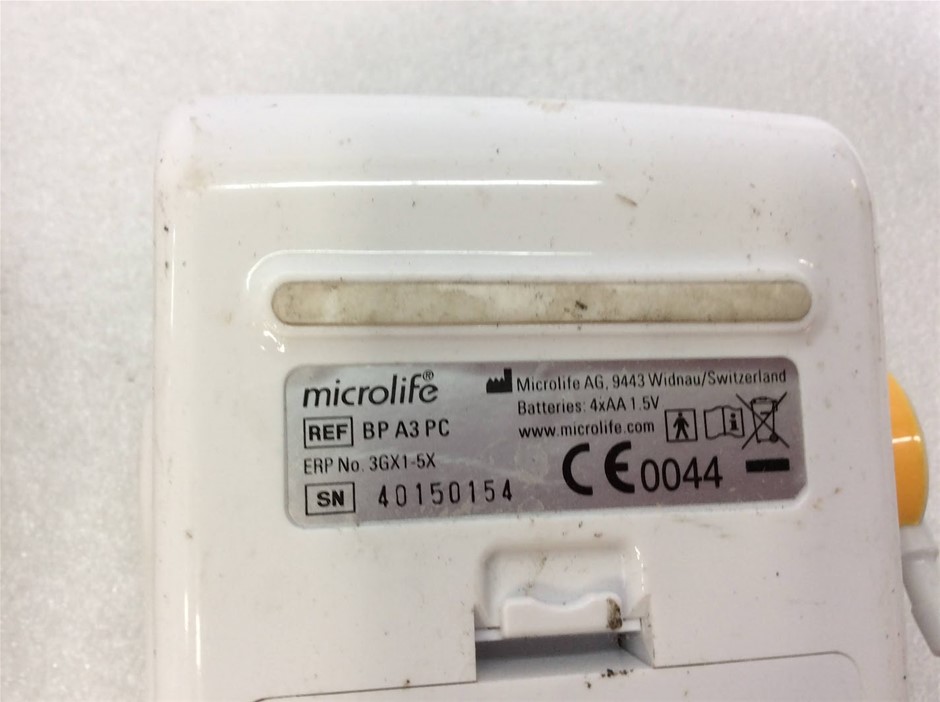 microlife®
REF BP A3 PC
ERP No. 3GX1-5X
SN 40150154
Microlife AG, 9443 Widnau/Switzerland
Batteries: 4xAA 1.5V
www.microlife.com
CE 0044